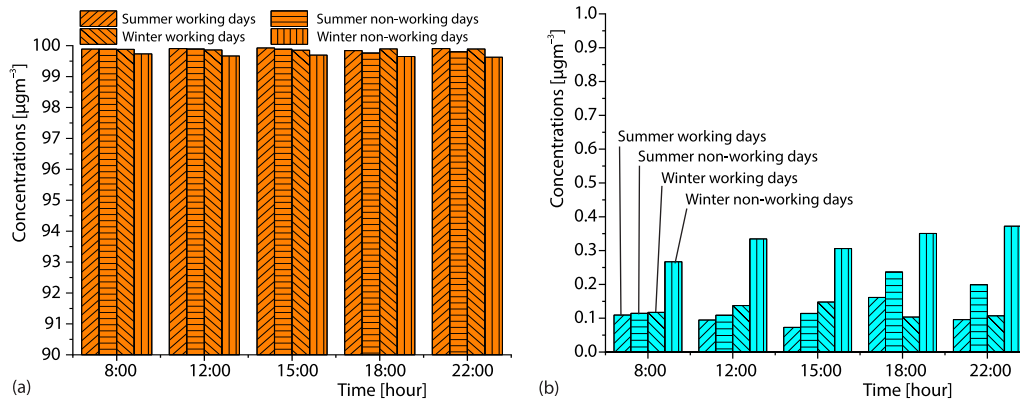 Summer working days
Summer non-working days
Winter working days
Winter non-working days
Concentrations [µgm⁻³]
100
99
98
97
96
95
94
93
92
91
90
8:00
12:00
15:00
18:00
22:00
Time [hour]
(a)
Concentrations [µgm⁻³]
1.0
0.9
0.8
0.7
0.6
0.5
0.4
0.3
0.2
0.1
0.0
Summer working days
Summer non-working days
Winter working days
Winter non-working days
8:00
12:00
15:00
18:00
22:00
Time [hour]
(b)